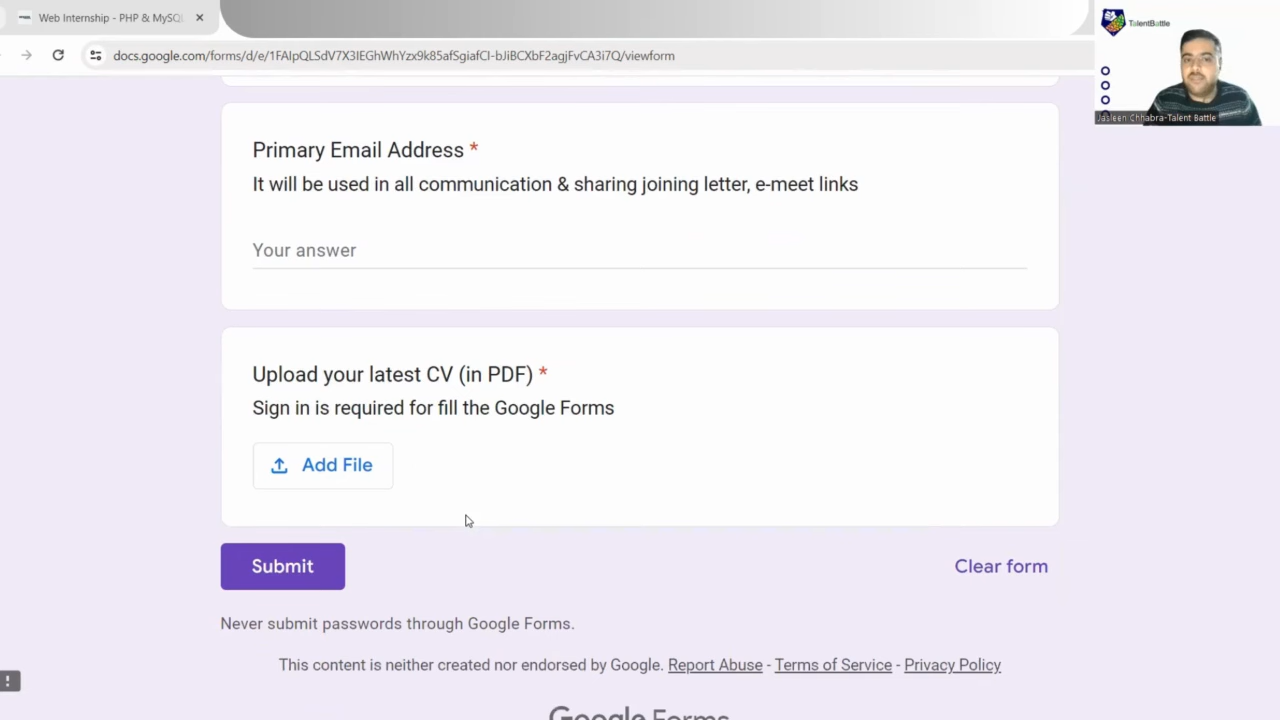 Web Internship - PHP & MySQ
TalentBattle
docs.google.com/forms/d/e/1FAIpQLSdV7X3IEGhWhYzx9k85afSgiafCI-bJiBCXbF2agjFvCA3i7Q/viewform
Jasleen Chhabra-Talent Battle
Primary Email Address *
It will be used in all communication & sharing joining letter, e-meet links
Your answer
Upload your latest CV (in PDF) *
Sign in is required for fill the Google Forms
Add File
Submit
Clear form
Never submit passwords through Google Forms.
This content is neither created nor endorsed by Google. Report Abuse - Terms of Service - Privacy Policy
Google Forms